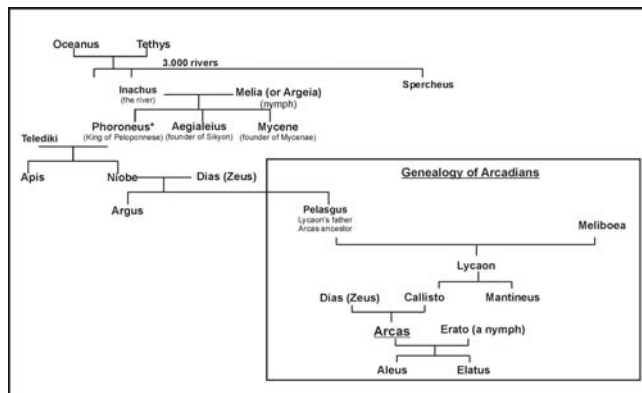 Oceanus Tethys
3.000 rivers
Spercheus
Inachus
(the river)
Melia (or Argeia)
(nymph)
Phoroneus*
(King of Peloponnese)
Aegialeius
(founder of Sikyon)
Mycene
(founder of Mycenae)
Telediki
Apis Niobe Dias (Zeus)
Argus
Genealogy of Arcadians
Pelasgus
Lycaon's father
Arcas ancestor
Meliboea
Lycaon
Dias (Zeus) Callisto Mantineus
Arcas Erato (a nymph)
Aleus Elatus